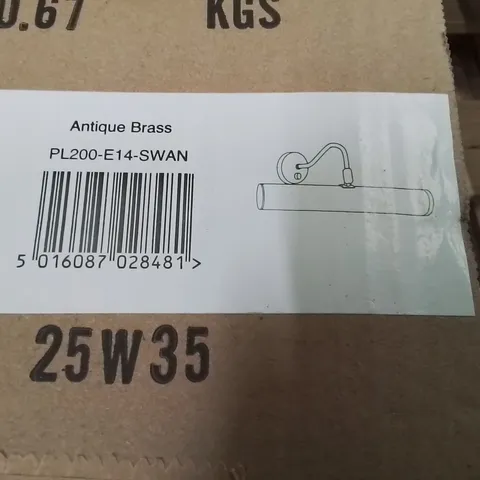 0.67 KGS
Antique Brass
PL200-E14-SWAN
5 016087 028481 >
25W35